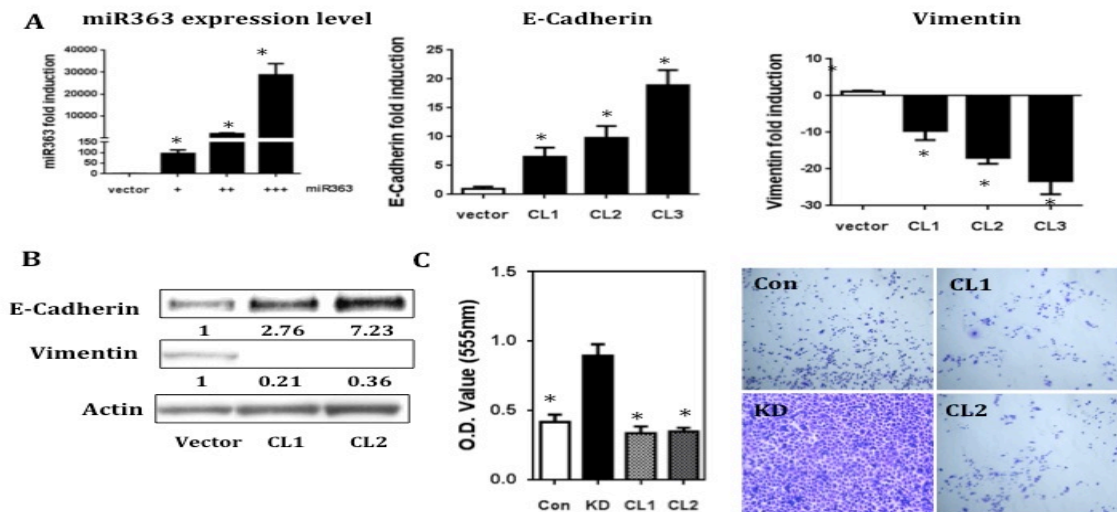 A
miR363 expression level
miR363 fold induction
40000
30000
20000
10000
150
100
50
0
*
*
*
vector + ++ +++ miR363
E-Cadherin
E-Cadherin fold induction
25
20
15
10
5
0
*
*
*
vector CL1 CL2 CL3
Vimentin
Vimentin fold induction
10
0
-10
-20
-30
*
*
*
*
vector CL1 CL2 CL3
B
E-Cadherin
1 2.76 7.23
Vimentin
1 0.21 0.36
Actin
Vector CL1 CL2
C
O.D. Value (555nm)
1.5
1.0
0.5
0.0
* * *
Con KD CL1 CL2
Con
CL1
KD
CL2